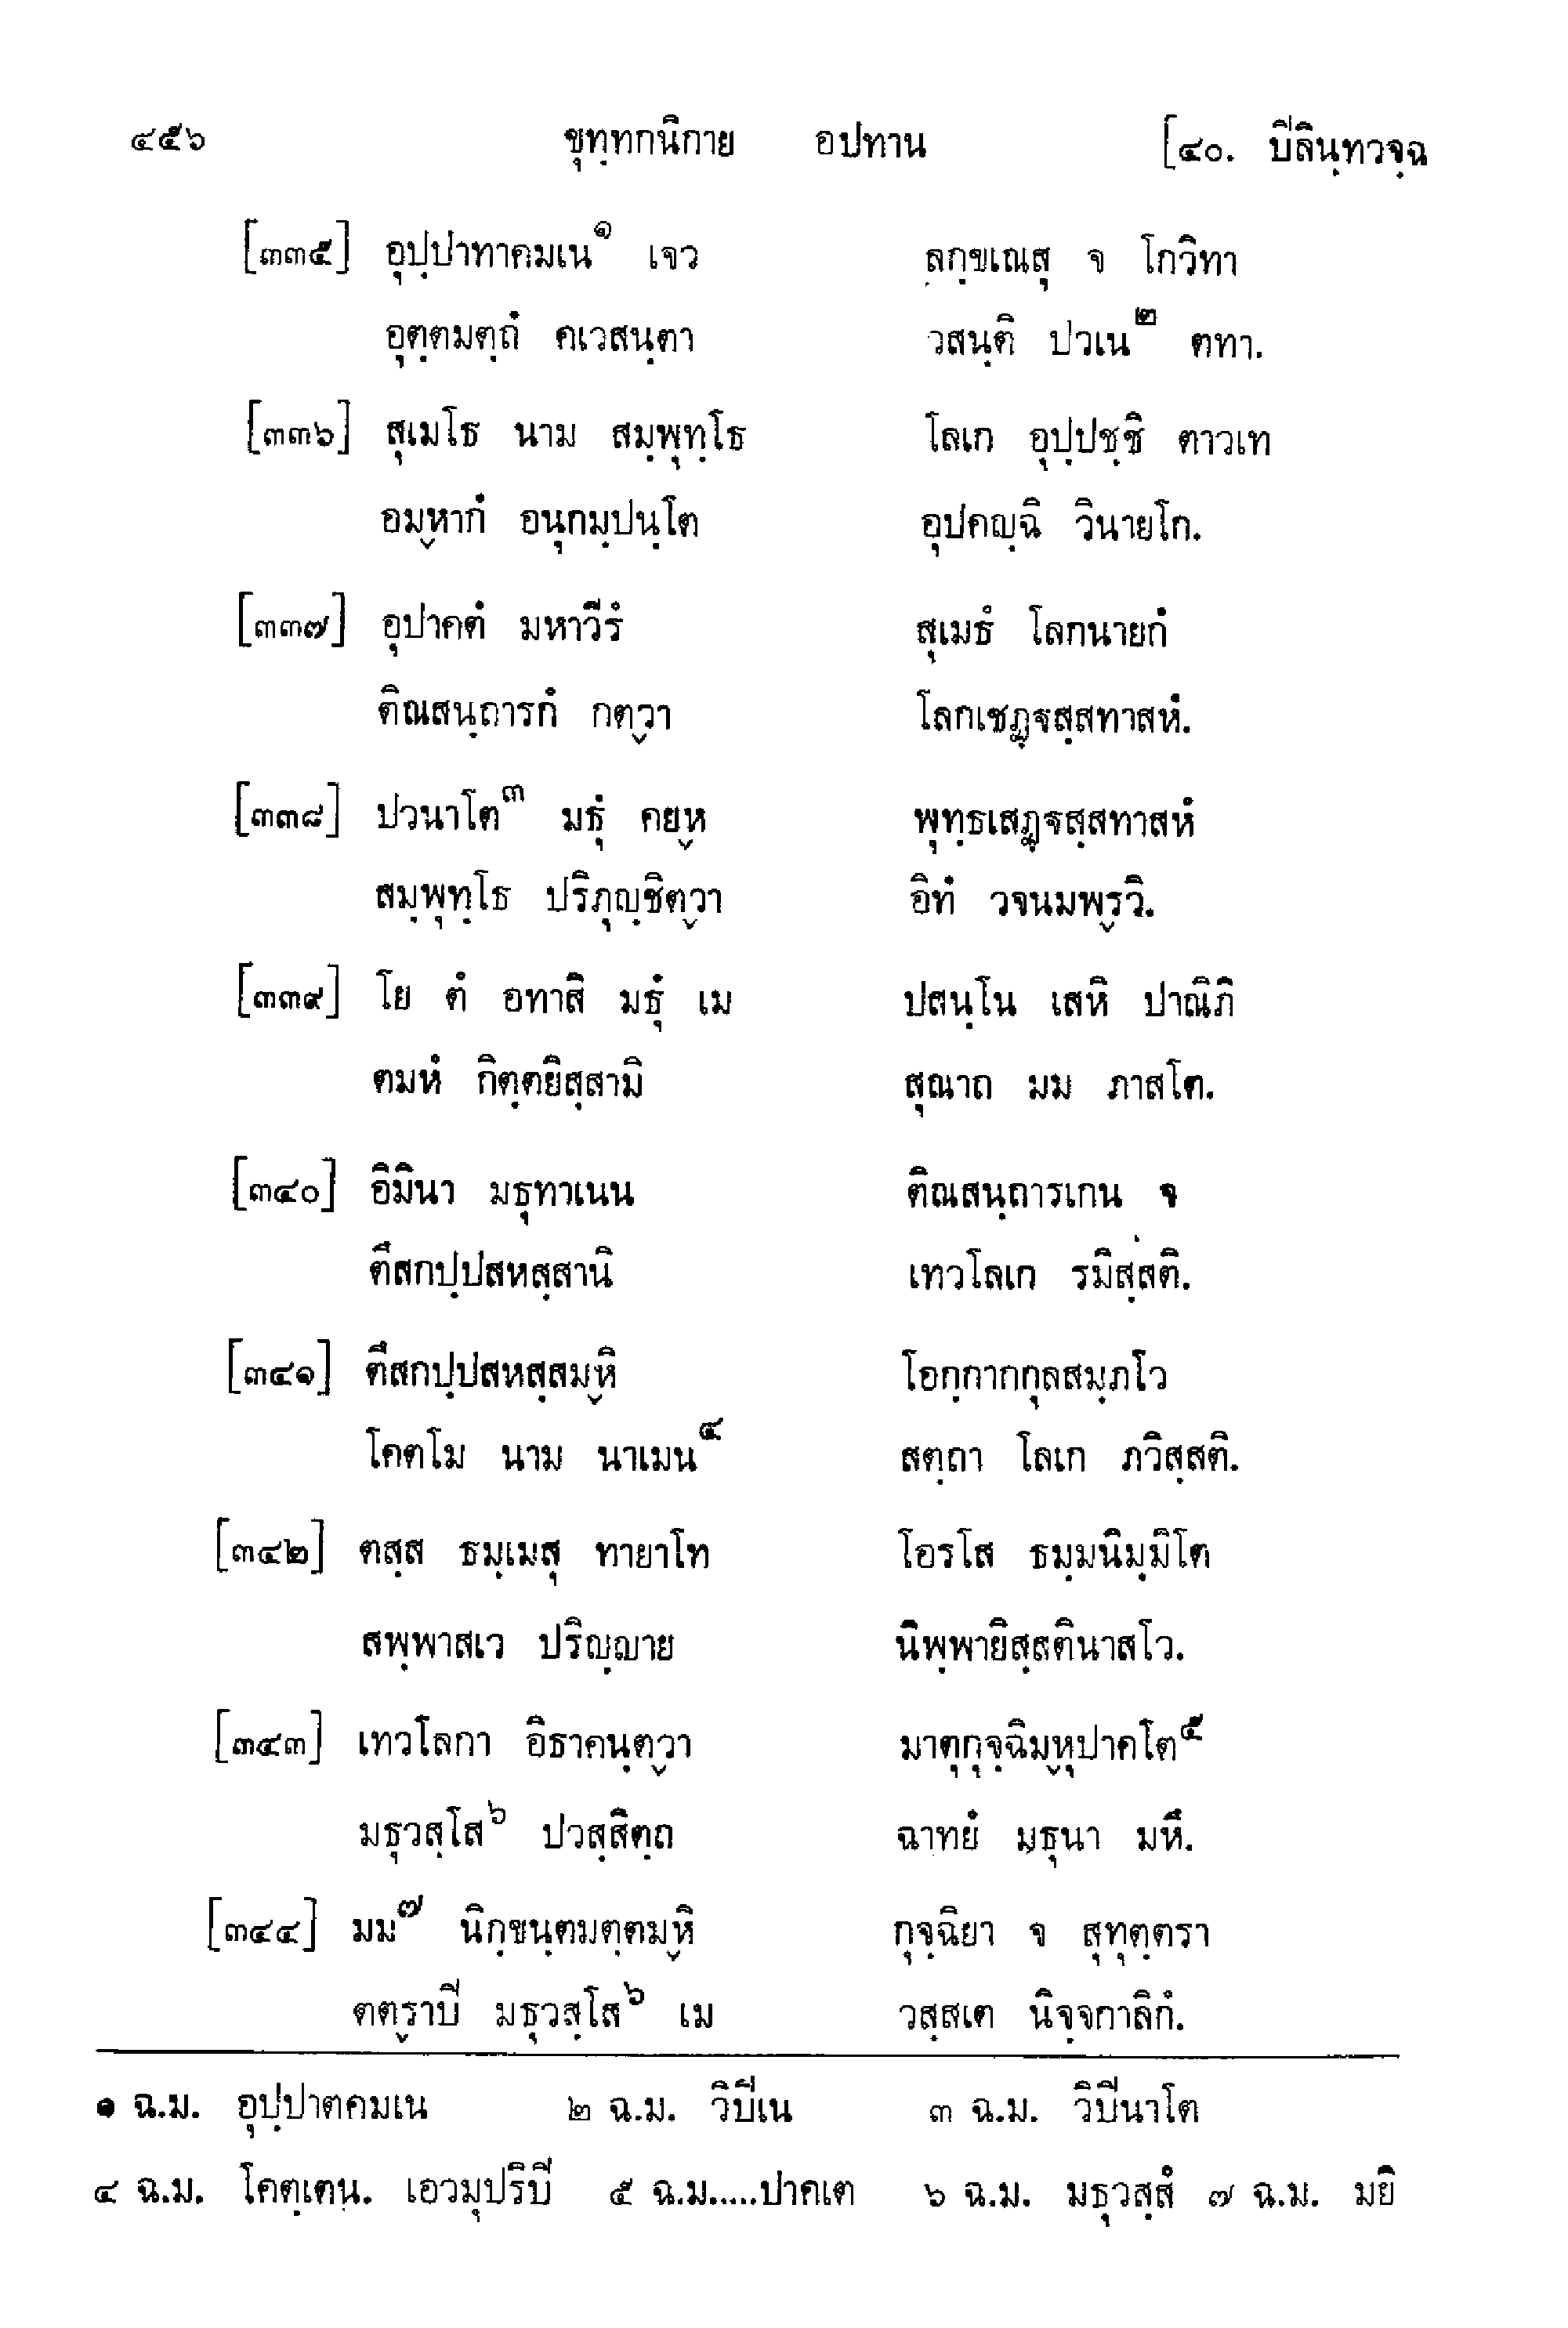 ๔๕๖ ขุทฺทกนิกาย อปทาน [๔๐. ปิลินฺทวจฺฉ
[๓๓๕] อุปฺปาทาคมเน๑ เจว ลกฺขเณสุ จ โกวิทา
อุตฺตมตฺถํ คเวสนฺตา วสนฺติ ปวเน๒ ตทา.
[๓๓๖] สุเมโธ นาม สมฺพุทฺโธ โลเก อุปฺปชฺชิ ตาวเท
อมฺหากํ อนุกมฺปนฺโต อุปคญฺฉิ วินายโก.
[๓๓๗] อุปาคตํ มหาวีรํ สุเมธํ โลกนายกํ
ติณสนฺถารกํ กตฺวา โลกเชฏฺฐสฺสทาสหํ.
[๓๓๘] ปวนาโต๓ มธุํ คยฺห พุทฺธเสฏฺฐสฺสทาสหํ
สมฺพุทฺโธ ปริภุญฺชิตฺวา อิทํ วจนมพฺรวิ.
[๓๓๙] โย ตํ อทาสิ มธุํ เม ปสนฺโน เสหิ ปาณิภิ
ตมหํ กิตฺตยิสฺสามิ สุณาถ มม ภาสโต.
[๓๔๐] อิมินา มธุทาเนน ติณสนฺถารเกน จ
ตึสกปฺปสหสฺสานิ เทวโลเก รมิสฺสติ.
[๓๔๑] ตึสกปฺปสหสฺสมฺหิ โอกฺกากกุลสมฺภโว
โคตโม นาม นาเมน๔ สตฺถา โลเก ภวิสฺสติ.
[๓๔๒] ตสฺส ธมฺเมสุ ทายาโท โอรโส ธมฺมนิมฺมิโต
สพฺพาสเว ปริญฺญาย นิพฺพายิสฺสตินาสโว.
[๓๔๓] เทวโลกา อิธาคนฺตฺวา มาตุกุจฺฉิมฺหุปาคโต๕
มธุวสฺโส๖ ปวสฺสิตฺถ ฉาทยํ มธุนา มหึ.
[๓๔๔] มม๗ นิกฺขนฺตมตฺตมฺหิ กุจฺฉิยา จ สุทุตฺตรา
ตตฺราปิ มธุวสฺโส๖ เม วสฺสเต นิจฺจกาลิกํ.
๑ ฉ.ม. อุปฺปาตคมเน ๒ ฉ.ม. วิปิเน ๓ ฉ.ม. วิปินาโต
๔ ฉ.ม. โคตฺเตน. เอวมุปริปิ ๕ ฉ.ม.....ปาคเต ๖ ฉ.ม. มธุวสฺสํ ๗ ฉ.ม. มยิ